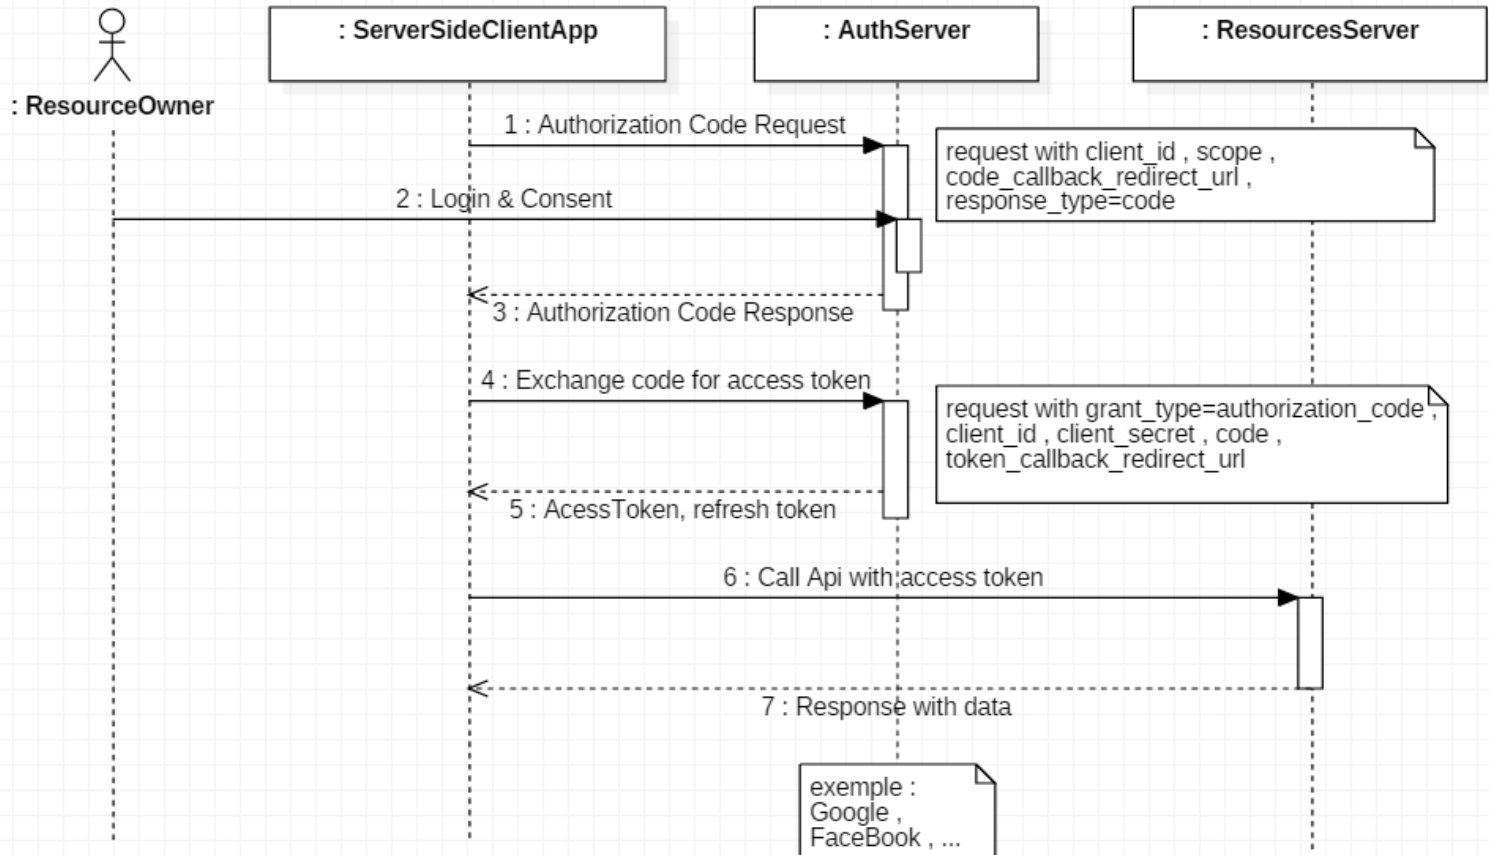 : ServerSideClientApp
: AuthServer
: ResourcesServer
: ResourceOwner
1 : Authorization Code Request
request with client_id , scope ,
code_callback_redirect_url ,
response_type=code
2 : Login & Consent
3 : Authorization Code Response
4 : Exchange code for access token
request with grant_type=authorization_code ,
client_id , client_secret , code ,
token_callback_redirect_url
5 : AcessToken, refresh token
6 : Call Api with access token
7 : Response with data
exemple :
Google ,
FaceBook , ...